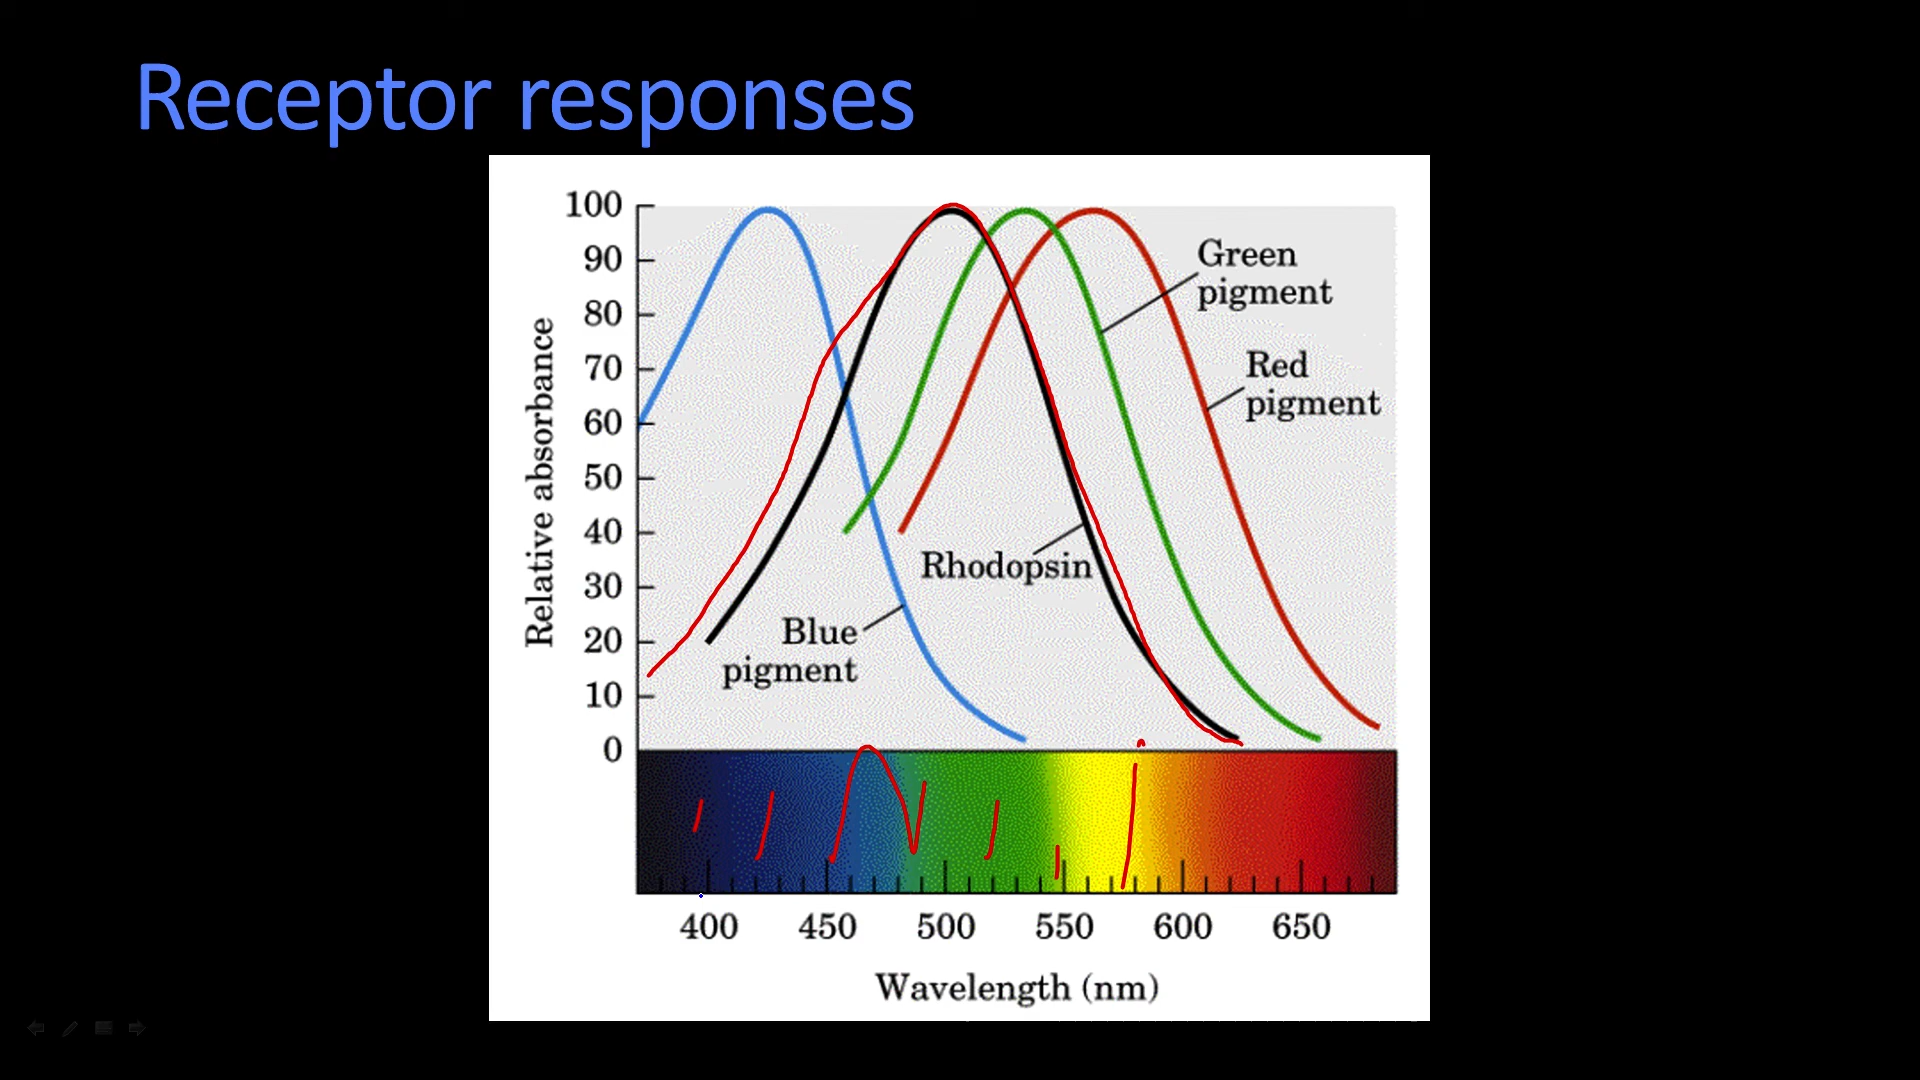 Receptor responses
100
90
80
70
60
50
40
30
20
10
0
Relative absorbance
Green
pigment
Red
pigment
Rhodopsin
Blue
pigment
400 450 500 550 600 650
Wavelength (nm)